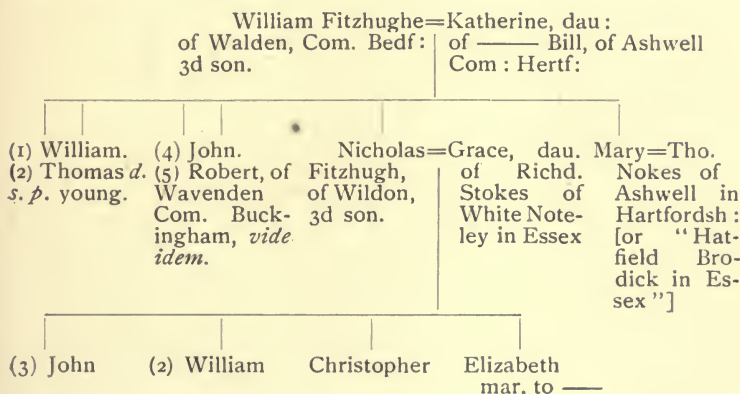 William Fitzhughe=Katherine, dau:
of Walden, Com. Bedf: of —— Bill, of Ashwell
3d son. Com: Hertf:
(1) William.
(2) Thomas d.
s. p. young.
(4) John.
(5) Robert, of
Wavenden
Com. Buck-
ingham, vide
idem.
Nicholas=Grace, dau.
Fitzhugh, of Richd.
of Wildon, Stokes of
3d son. White Note-
ley in Essex
Mary=Tho.
Nokes of
Ashwell in
Hartfordsh:
[or "Hat-
field Bro-
dick in Es-
sex"]
(3) John (2) William Christopher Elizabeth
mar. to ——